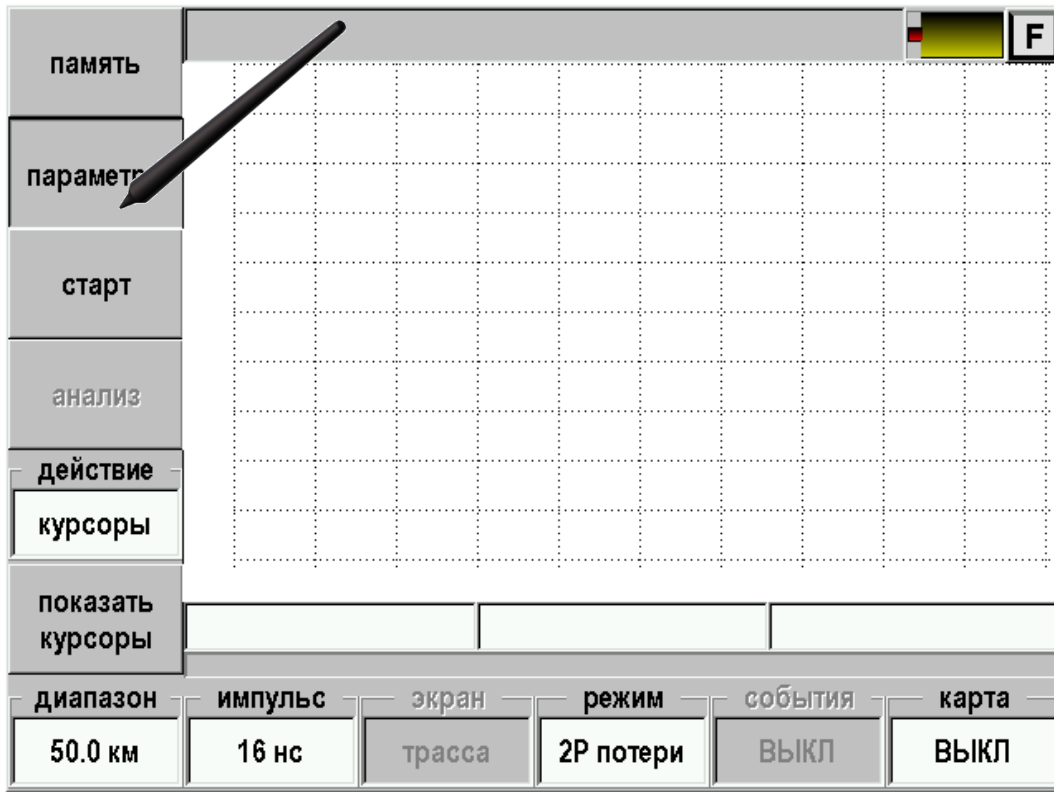 память
F
старт
анализ
действие
курсоры
показать
курсоры
диапазон импульс экран режим события карта
50.0 км 16 нс трасса 2Р потери ВЫКЛ ВЫКЛ